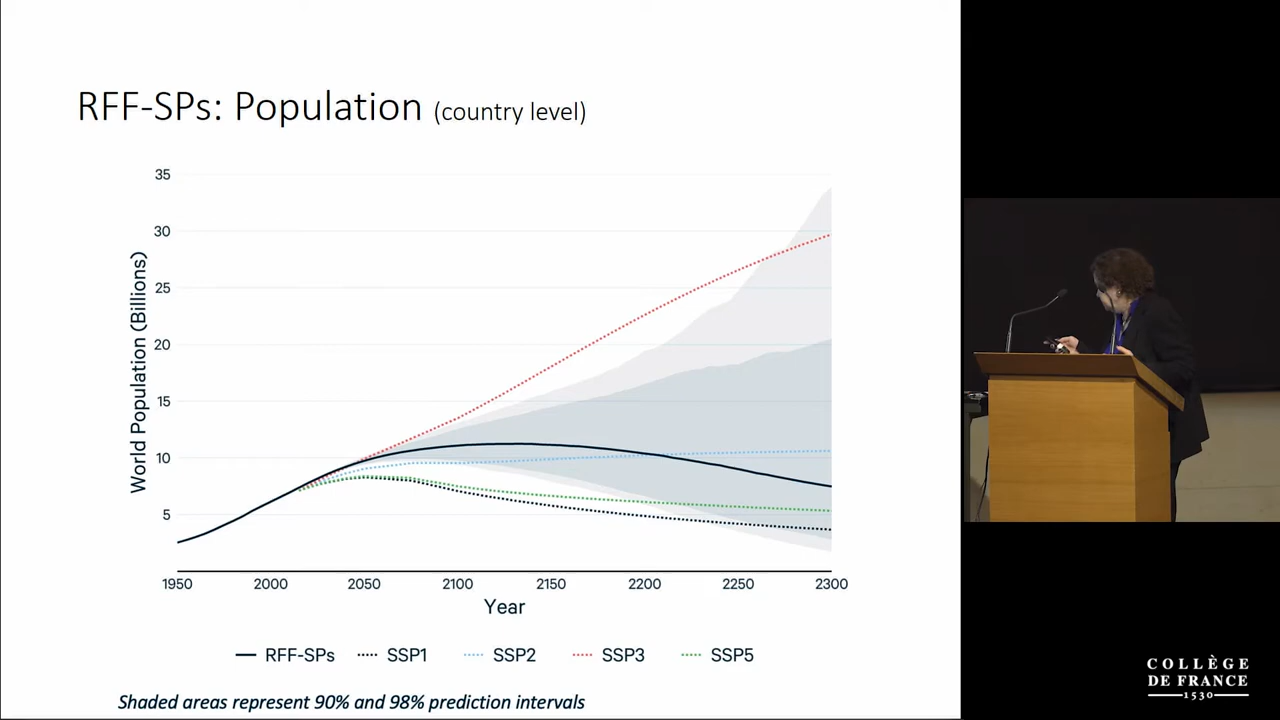 RFF-SPs: Population (country level)
World Population (Billions)
35
30
25
20
15
10
5
1950 2000 2050 2100 2150 2200 2250 2300
Year
RFF-SPs SSP1 SSP2 SSP3 SSP5
Shaded areas represent 90% and 98% prediction intervals
COLLÈGE
DE FRANCE
1530